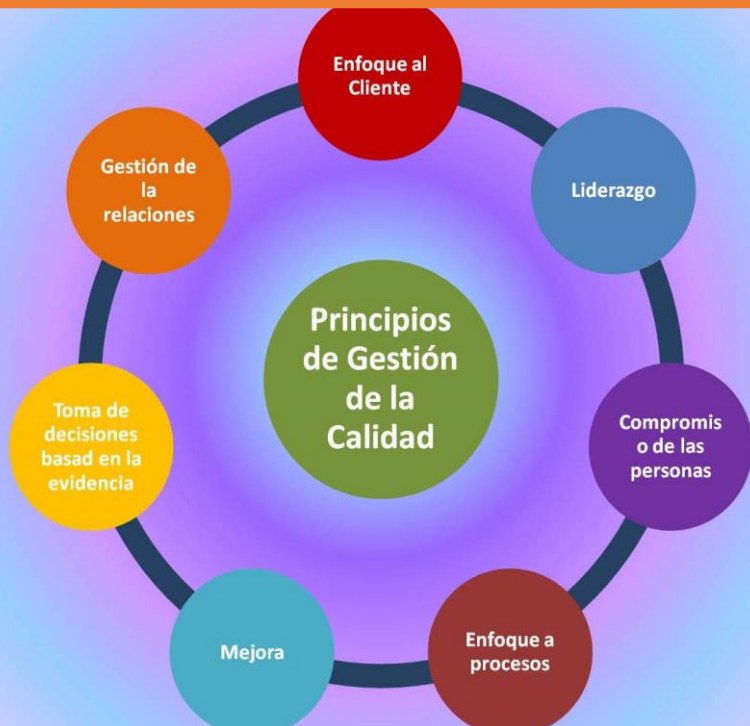 Enfoque al
Cliente
Liderazgo
Compromis
o de las
personas
Enfoque a
procesos
Mejora
Toma de
decisiones
basad en la
evidencia
Gestión de
la
relaciones
Principios
de Gestión
de la
Calidad